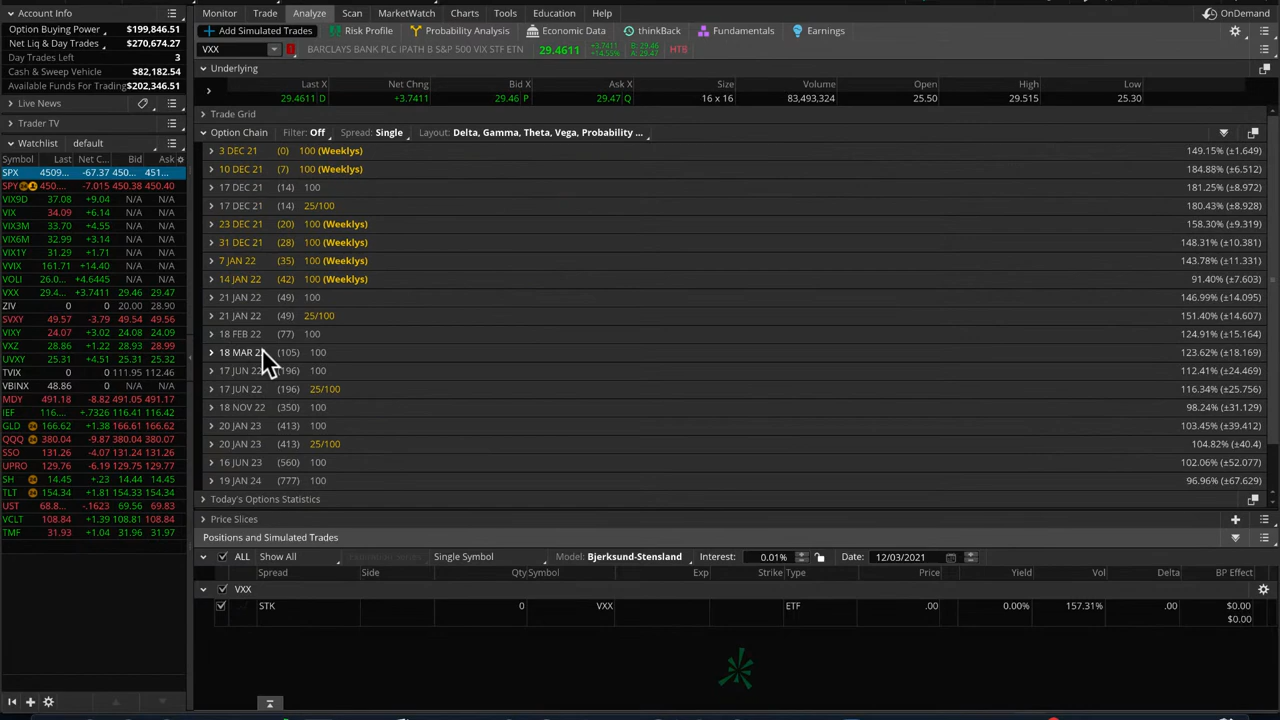 Account Info
Option Buying Power $199,846.51
Net Liq & Day Trades $270,674.27
Day Trades Left 3
Cash & Sweep Vehicle $82,182.54
Available Funds For Trading $202,346.51
Live News
Trader TV
Watchlist default
Symbol Last Net C... Bid Ask
SPX 4509... -67.37 450... 451...
SPY 450.... -7.015 450.38 450.40
VIX9D 37.08 +9.04 N/A N/A
VIX 34.09 +6.14 N/A N/A
VIX3M 33.70 +4.55 N/A N/A
VIX6M 32.99 +3.14 N/A N/A
VIX1Y 31.29 +1.71 N/A N/A
VVIX 161.71 +14.40 N/A N/A
VOLI 26.0... +4.6445 N/A N/A
VXX 29.4... +3.7411 29.46 29.47
ZIV 0 0 20.00 28.90
SVXY 49.57 -3.79 49.54 49.56
VIXY 24.07 +3.02 24.08 24.09
VXZ 28.86 +1.12 28.93 28.99
UVXY 25.31 +4.51 25.31 25.32
TVIX 0 0 111.95 112.46
VBINX 48.86 0 N/A N/A
MDY 491.18 -8.82 491.05 491.17
IEF 116.... +.7326 116.41 116.42
GLD 166.62 +1.38 166.61 166.62
QQQ 380.04 -9.87 380.04 380.07
SSO 131.26 -4.07 131.24 131.27
UPRO 129.76 -6.19 129.75 129.77
SH 14.45 +.23 14.44 14.45
TLT 154.34 +1.81 154.33 154.34
UST 68.8... -.1623 69.56 69.83
VCLT 108.84 +1.39 108.81 108.84
TMF 31.93 +1.04 31.96 31.97
Monitor Trade Analyze Scan MarketWatch Charts Tools Education Help OnDemand
Add Simulated Trades Risk Profile Probability Analysis Economic Data thinkBack Fundamentals Earnings
VXX BARCLAYS BANK PLC IPATH B S&P 500 VIX STF ETN 29.4611 +3.7411 +14.55% B: 29.46 A: 29.47 HTB
Underlying
Last X Net Chng Bid X Ask X Size Volume Open High Low
29.4611 D +3.7411 29.46 P 29.47 Q 16 x 16 83,493,324 25.50 29.515 25.30
Trade Grid
Option Chain Filter: Off Spread: Single Layout: Delta, Gamma, Theta, Vega, Probability ...
3 DEC 21 (0) 100 (Weeklys) 149.15% (±1.649)
10 DEC 21 (7) 100 (Weeklys) 184.88% (±6.512)
17 DEC 21 (14) 100 181.25% (±8.972)
17 DEC 21 (14) 25/100 180.43% (±8.928)
23 DEC 21 (20) 100 (Weeklys) 158.30% (±9.319)
31 DEC 21 (28) 100 (Weeklys) 148.31% (±10.381)
7 JAN 22 (35) 100 (Weeklys) 143.78% (±11.331)
14 JAN 22 (42) 100 (Weeklys) 91.40% (±7.603)
21 JAN 22 (49) 100 146.99% (±14.095)
21 JAN 22 (49) 25/100 151.40% (±14.607)
18 FEB 22 (77) 100 124.91% (±15.164)
18 MAR 2 (105) 100 123.62% (±18.169)
17 JUN 22 196) 100 112.41% (±24.469)
17 JUN 22 (196) 25/100 116.34% (±25.756)
18 NOV 22 (350) 100 98.24% (±31.129)
20 JAN 23 (413) 100 103.45% (±39.412)
20 JAN 23 (413) 25/100 104.82% (±40.4)
16 JUN 23 (560) 100 102.06% (±52.077)
19 JAN 24 (777) 100 96.96% (±67.629)
Today's Options Statistics
Price Slices
Positions and Simulated Trades
ALL Show All Single Symbol Model: Bjerksund-Stensland Interest: 0.01% Date: 12/03/2021
Spread Side Qty Symbol Exp Strike Type Price Yield Vol Delta BP Effect
VXX
STK 0 VXX ETF .00 0.00% 157.31% .00 $0.00
$0.00